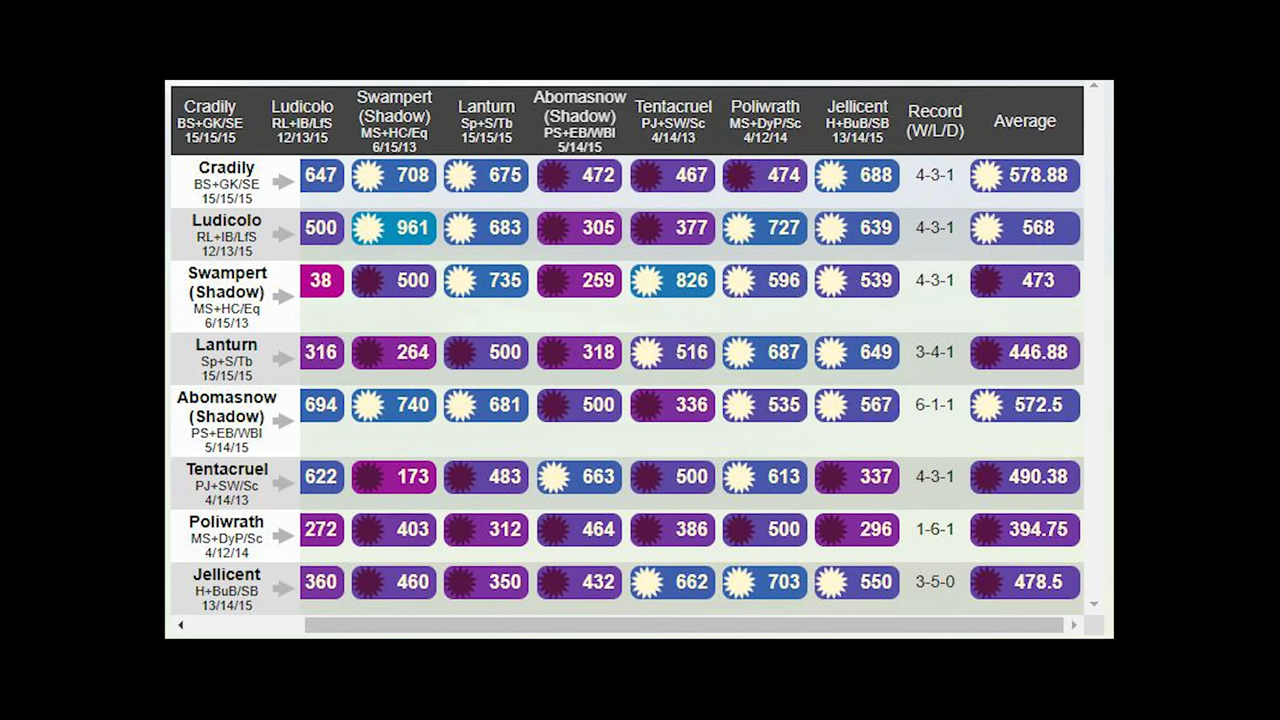 Cradily Ludicolo Swampert (Shadow) Lanturn Abomasnow (Shadow) Tentacruel Poliwrath Jellicent Record (W/L/D) Average
BS+GK/SE RL+IB/LfS MS+HC/Eq Sp+S/Tb PS+EB/WBl PJ+SW/Sc MS+DyP/Sc H+BuB/SB
15/15/15 12/13/15 6/15/13 15/15/15 5/14/15 4/14/13 4/12/14 13/14/15
Cradily 647 708 675 472 467 474 688 4-3-1 578.88
BS+GK/SE
15/15/15
Ludicolo 500 961 683 305 377 727 639 4-3-1 568
RL+IB/LfS
12/13/15
Swampert
(Shadow) 38 500 735 259 826 596 539 4-3-1 473
MS+HC/Eq
6/15/13
Lanturn 316 264 500 318 516 687 649 3-4-1 446.88
Sp+S/Tb
15/15/15
Abomasnow
(Shadow) 694 740 681 500 336 535 567 6-1-1 572.5
PS+EB/WBl
5/14/15
Tentacruel 622 173 483 663 500 613 337 4-3-1 490.38
PJ+SW/Sc
4/14/13
Poliwrath 272 403 312 464 386 500 296 1-6-1 394.75
MS+DyP/Sc
4/12/14
Jellicent 360 460 350 432 662 703 550 3-5-0 478.5
H+BuB/SB
13/14/15